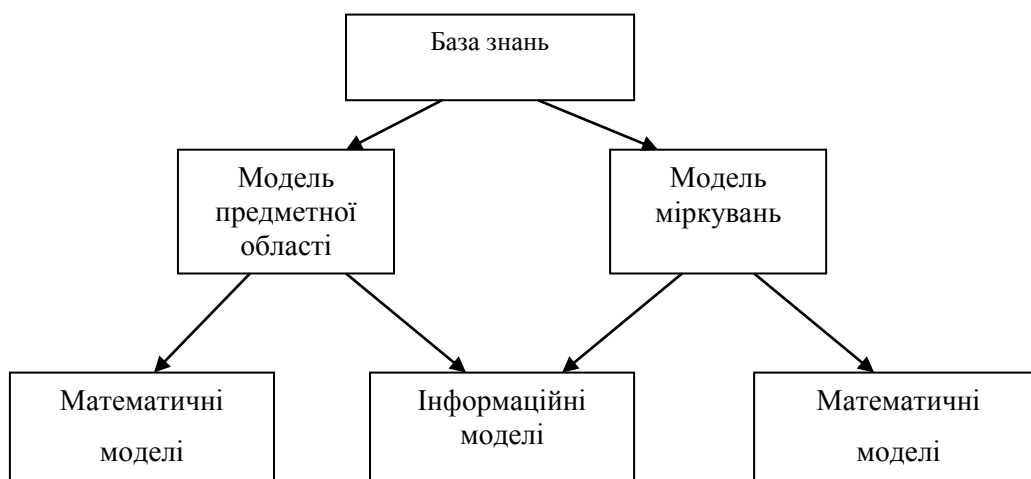 База знань
Модель
предметної
області
Модель
міркувань
Математичні
моделі
Інформаційні
моделі
Математичні
моделі